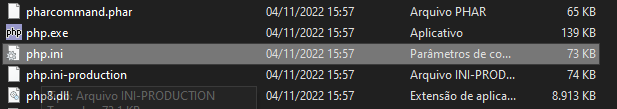 pharcommand.phar 04/11/2022 15:57 Arquivo PHAR 65 KB
php php.exe 04/11/2022 15:57 Aplicativo 139 KB
php.ini 04/11/2022 15:57 Parâmetros de co... 73 KB
php.ini-production 04/11/2022 15:57 Arquivo INI-PROD... 74 KB
php8.dll 04/11/2022 15:57 Extensão de aplica... 8.913 KB
Tipo: Arquivo INI-PRODUCTION